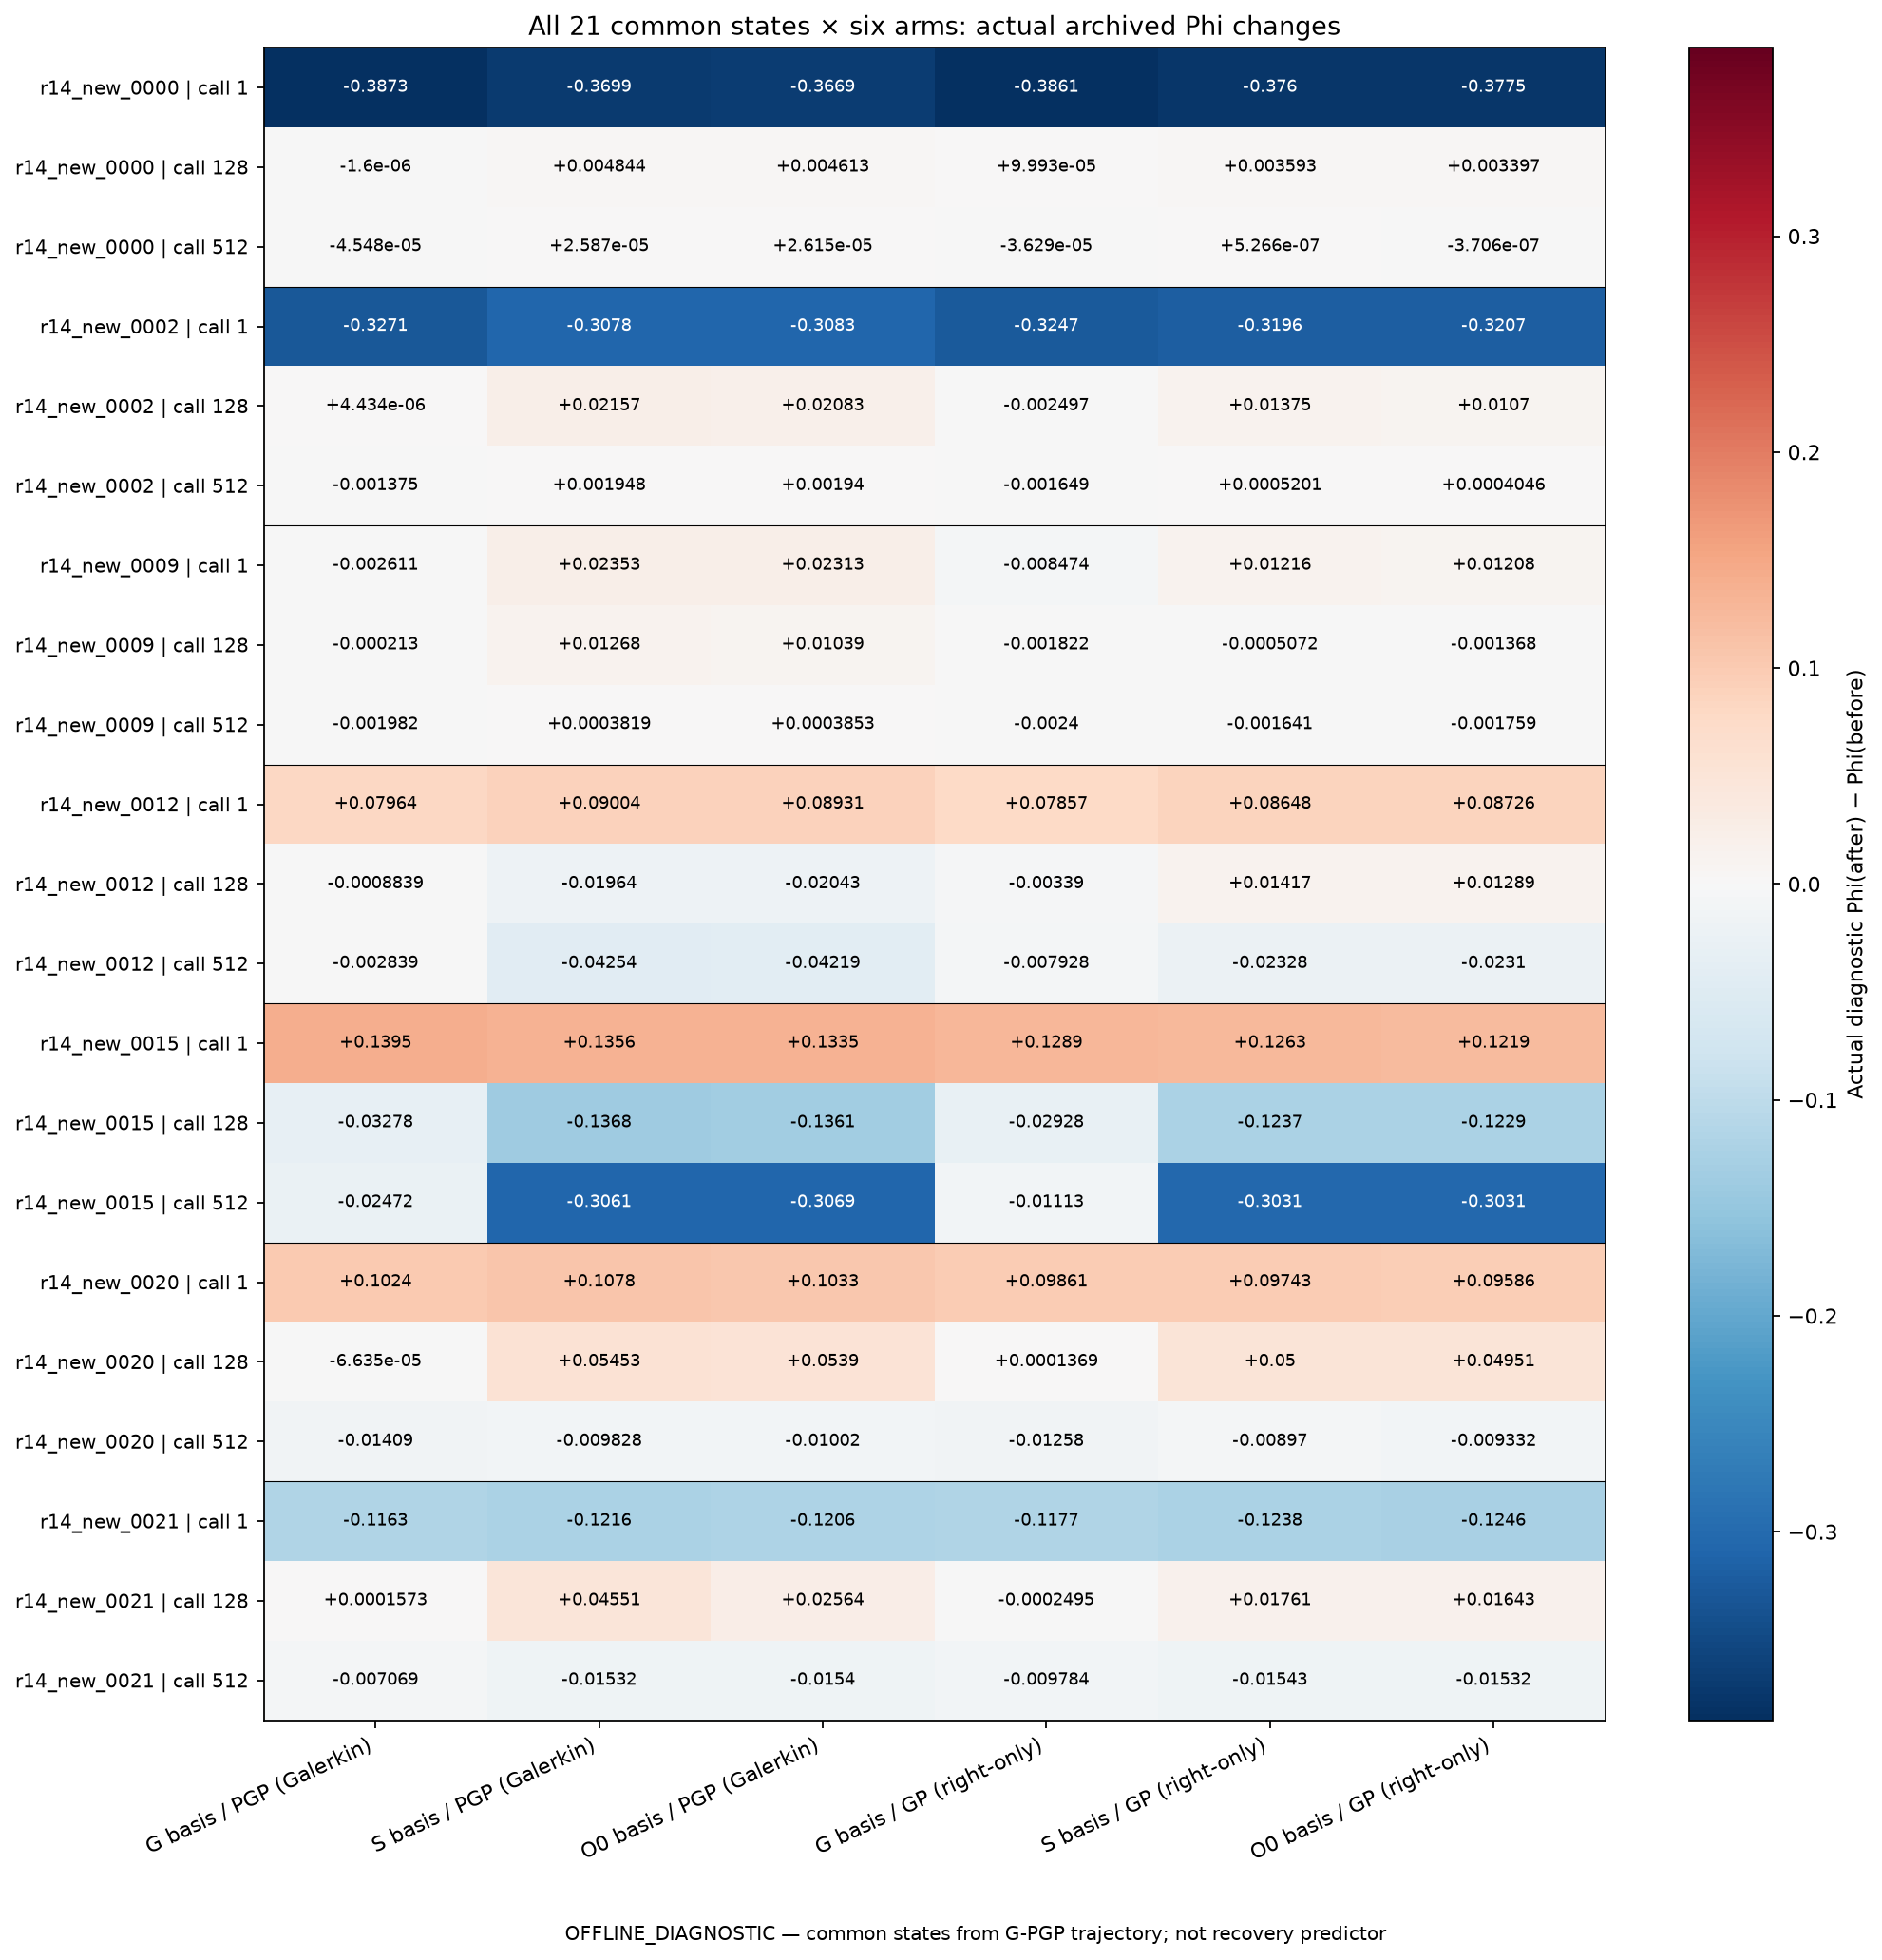 All 21 common states × six arms: actual archived Phi changes
r14_new_0000 | call 1 -0.3873 -0.3699 -0.3669 -0.3861 -0.376 -0.3775
r14_new_0000 | call 128 -1.6e-06 +0.004844 +0.004613 +9.993e-05 +0.003593 +0.003397
r14_new_0000 | call 512 -4.548e-05 +2.587e-05 +2.615e-05 -3.629e-05 +5.266e-07 -3.706e-07
r14_new_0002 | call 1 -0.3271 -0.3078 -0.3083 -0.3247 -0.3196 -0.3207
r14_new_0002 | call 128 +4.434e-06 +0.02157 +0.02083 -0.002497 +0.01375 +0.0107
r14_new_0002 | call 512 -0.001375 +0.001948 +0.00194 -0.001649 +0.0005201 +0.0004046
r14_new_0009 | call 1 -0.002611 +0.02353 +0.02313 -0.008474 +0.01216 +0.01208
r14_new_0009 | call 128 -0.000213 +0.01268 +0.01039 -0.001822 -0.0005072 -0.001368
r14_new_0009 | call 512 -0.001982 +0.0003819 +0.0003853 -0.0024 -0.001641 -0.001759
r14_new_0012 | call 1 +0.07964 +0.09004 +0.08931 +0.07857 +0.08648 +0.08726
r14_new_0012 | call 128 -0.0008839 -0.01964 -0.02043 -0.00339 +0.01417 +0.01289
r14_new_0012 | call 512 -0.002839 -0.04254 -0.04219 -0.007928 -0.02328 -0.0231
r14_new_0015 | call 1 +0.1395 +0.1356 +0.1335 +0.1289 +0.1263 +0.1219
r14_new_0015 | call 128 -0.03278 -0.1368 -0.1361 -0.02928 -0.1237 -0.1229
r14_new_0015 | call 512 -0.02472 -0.3061 -0.3069 -0.01113 -0.3031 -0.3031
r14_new_0020 | call 1 +0.1024 +0.1078 +0.1033 +0.09861 +0.09743 +0.09586
r14_new_0020 | call 128 -6.635e-05 +0.05453 +0.0539 +0.0001369 +0.05 +0.04951
r14_new_0020 | call 512 -0.01409 -0.009828 -0.01002 -0.01258 -0.00897 -0.009332
r14_new_0021 | call 1 -0.1163 -0.1216 -0.1206 -0.1177 -0.1238 -0.1246
r14_new_0021 | call 128 +0.0001573 +0.04551 +0.02564 -0.0002495 +0.01761 +0.01643
r14_new_0021 | call 512 -0.007069 -0.01532 -0.0154 -0.009784 -0.01543 -0.01532
G basis / PGP (Galerkin)
S basis / PGP (Galerkin)
O0 basis / PGP (Galerkin)
G basis / GP (right-only)
S basis / GP (right-only)
O0 basis / GP (right-only)
0.3
0.2
0.1
0.0
−0.1
−0.2
−0.3
Actual diagnostic Phi(after) − Phi(before)
OFFLINE_DIAGNOSTIC — common states from G-PGP trajectory; not recovery predictor